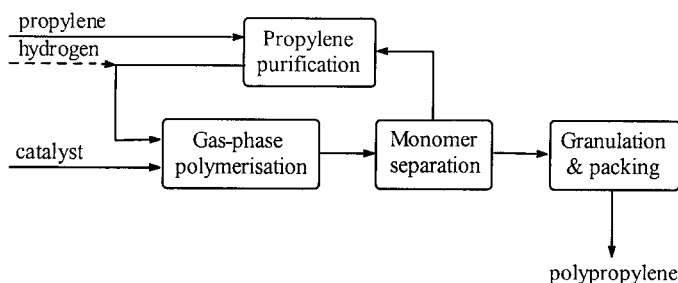 propylene
hydrogen
Propylene
purification
catalyst
Gas-phase
polymerisation
Monomer
separation
Granulation
& packing
polypropylene